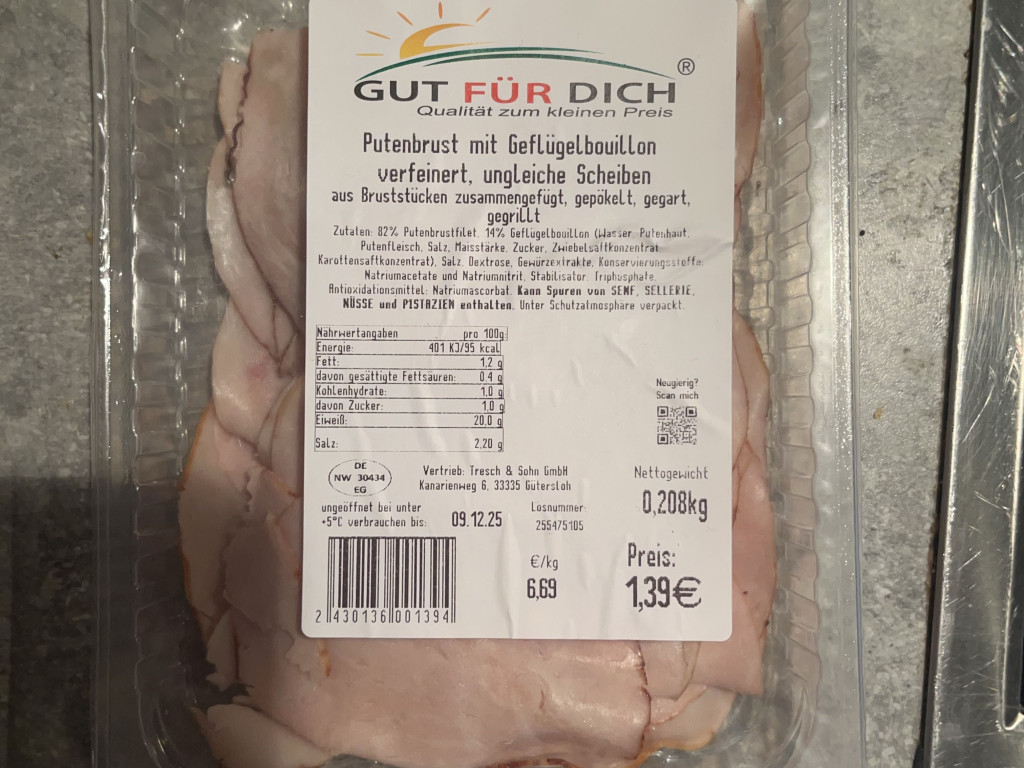 GUT FÜR DICH ®
Qualität zum kleinen Preis
Putenbrust mit Geflügelbouillon
verfeinert, ungleiche Scheiben
aus Bruststücken zusammengefügt, gepökelt, gegart,
gegrillt
Zutaten: 82% Putenbrustfilet, 14% Geflügelbouillon (Wasser, Putenhaut,
Putenfleisch, Salz, Maisstärke, Zucker, Zwiebelsaftkonzentrat,
Karottensaftkonzentrat), Salz, Dextrose, Gewürzextrakte, Konservierungsstoffe:
Natriumacetate und Natriumnitrit, Stabilisator: Triphosphate,
Antioxidationsmittel: Natriumascorbat. Kann Spuren von SENF, SELLERIE,
NÜSSE und PISTAZIEN enthalten. Unter Schutzatmosphäre verpackt.
Nährwertangaben pro 100g
Energie: 401 KJ/95 kcal
Fett: 1,2 g
davon gesättigte Fettsäuren: 0,4 g
Kohlenhydrate: 1,0 g
davon Zucker: 1,0 g
Eiweiß: 20,0 g
Salz: 2,20 g
Neugierig?
Scan mich
DE
NW 30434
EG
Vertrieb: Tresch & Sohn GmbH
Kanarienweg 6, 33335 Gütersloh
Nettogewicht
0,208kg
ungeöffnet bei unter
+5°C verbrauchen bis: 09.12.25
Losnummer:
255475105
€/kg
6,69
Preis:
1,39€
2 430136 001394